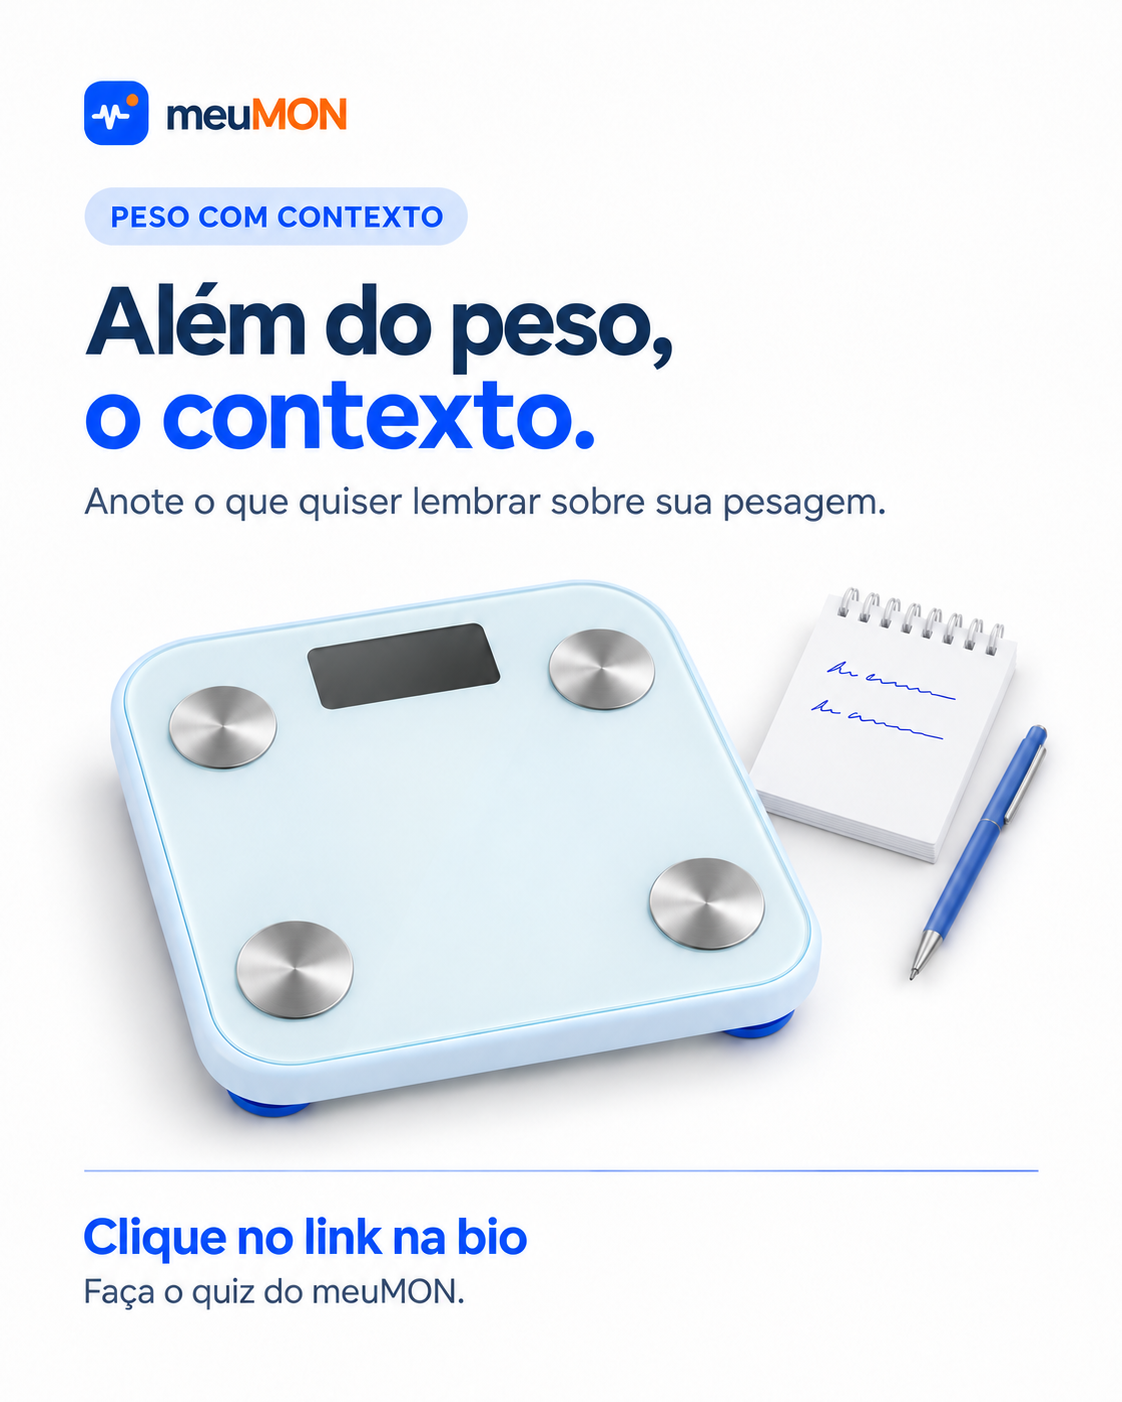 meuMON
PESO COM CONTEXTO
Além do peso,
o contexto.
Anote o que quiser lembrar sobre sua pesagem.
Clique no link na bio
Faça o quiz do meuMON.